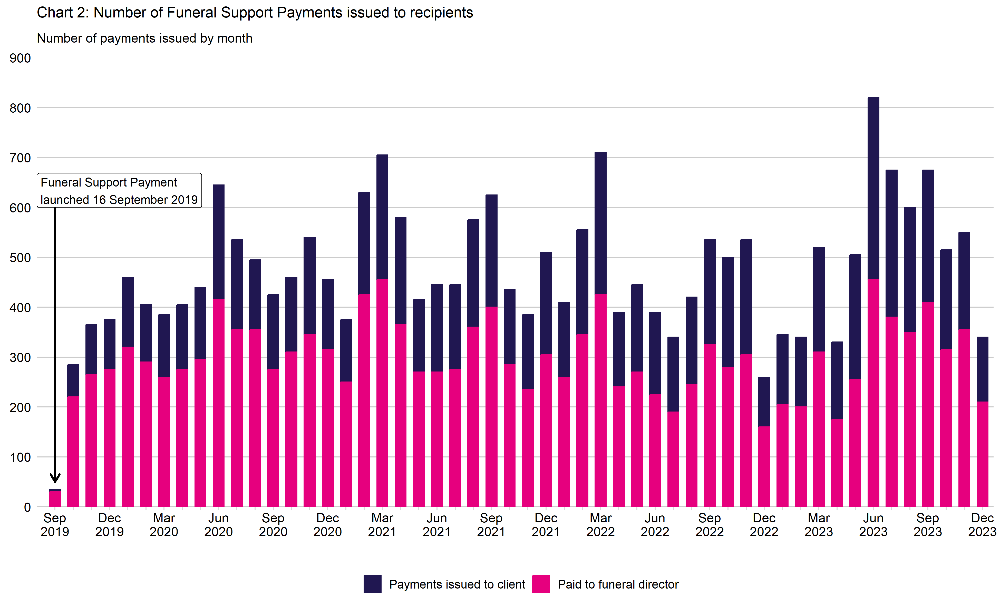 Chart 2: Number of Funeral Support Payments issued to recipients
Number of payments issued by month
900
800
700
Funeral Support Payment
launched 16 September 2019
600
500
400
300
200
100
0
Sep Dec Mar Jun Sep Dec Mar Jun Sep Dec Mar Jun Sep Dec Mar Jun Sep Dec
2019 2019 2020 2020 2020 2020 2021 2021 2021 2021 2022 2022 2022 2022 2023 2023 2023 2023
Payments issued to client Paid to funeral director